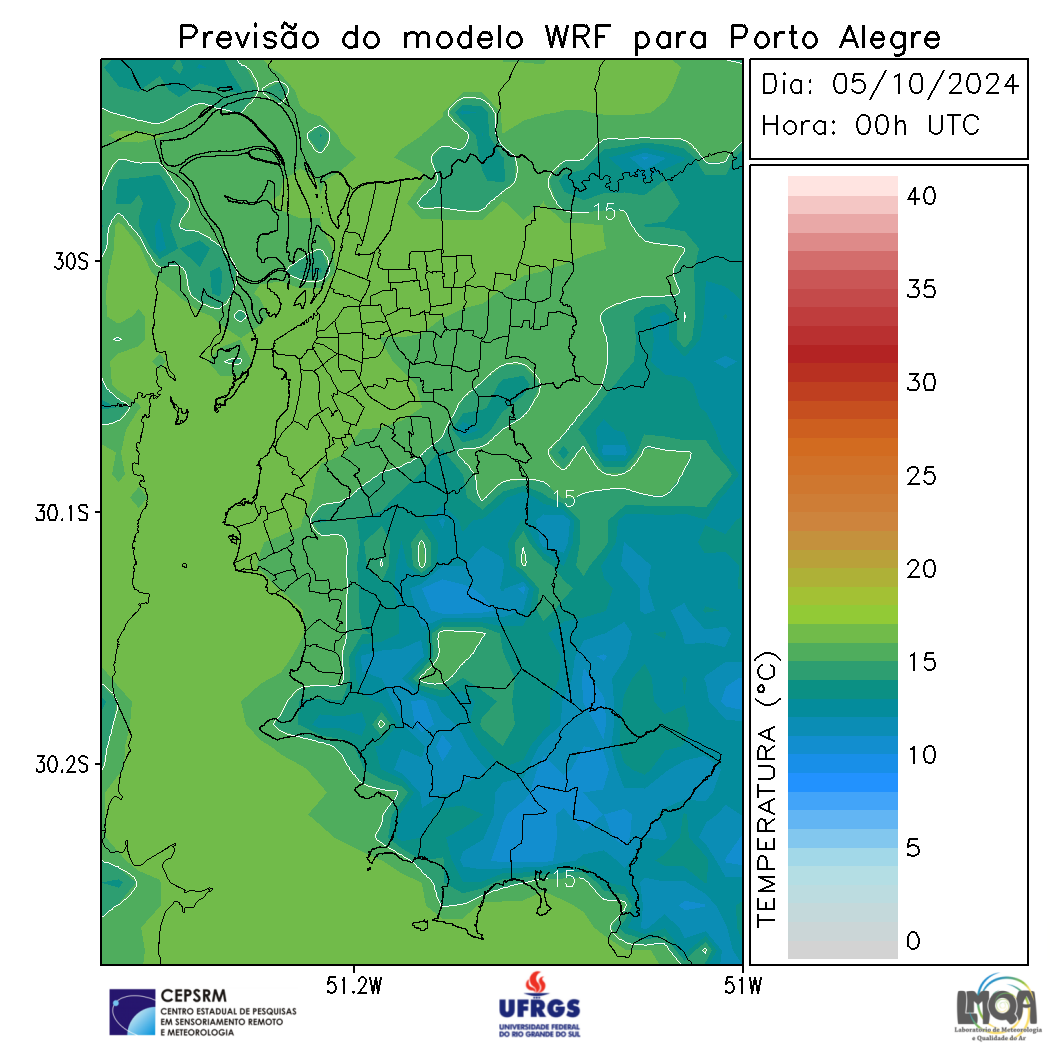 Previsão do modelo WRF para Porto Alegre
Dia: 05/10/2024
Hora: 00h UTC
15
30S
15
30.1S
30.2S
15
51.2W
51W
TEMPERATURA (°C)
40
35
30
25
20
15
10
5
0
CEPSRM
CENTRO ESTADUAL DE PESQUISAS
EM SENSORIAMENTO REMOTO
E METEOROLOGIA
UFRGS
UNIVERSIDADE FEDERAL
DO RIO GRANDE DO SUL
LMQA
Laboratório de Meteorologia
e Qualidade do Ar